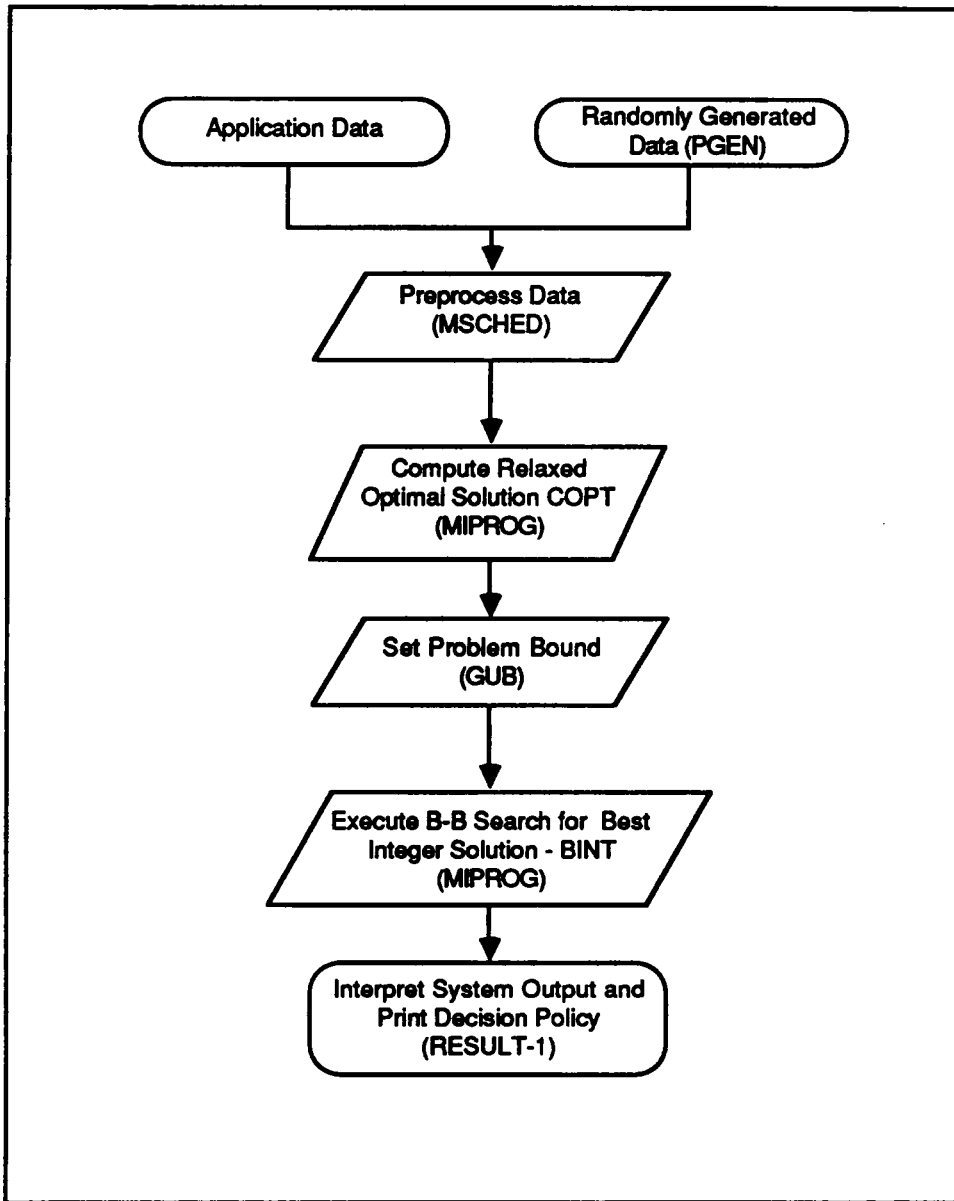 Application Data
Randomly Generated
Data (PGEN)
Preprocess Data
(MSCHED)
Compute Relaxed
Optimal Solution COPT
(MIPROG)
Set Problem Bound
(GUB)
Execute B-B Search for Best
Integer Solution - BINT
(MIPROG)
Interpret System Output and
Print Decision Policy
(RESULT-1)